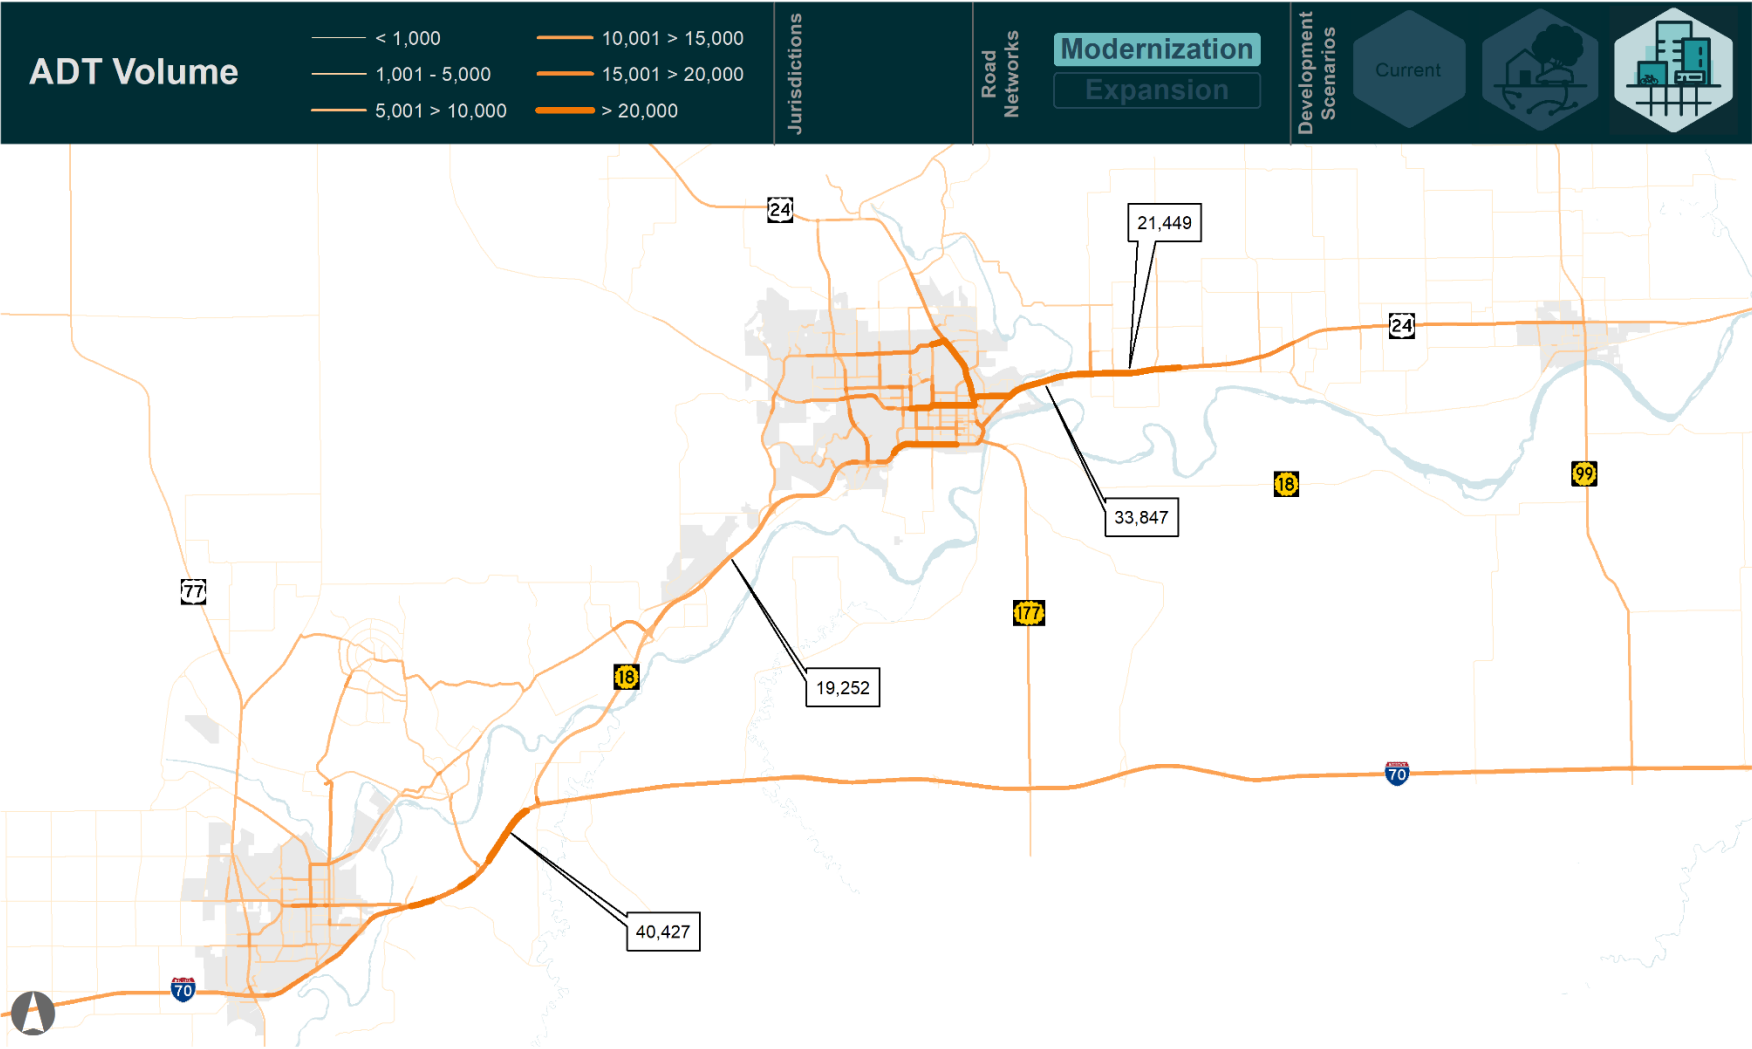 ADT Volume
< 1,000
1,001 - 5,000
5,001 > 10,000
10,001 > 15,000
15,001 > 20,000
> 20,000
Jurisdictions
Road
Networks
Modernization
Expansion
Development
Scenarios
Current
24
21,449
24
99
18
33,847
77
177
18
19,252
70
40,427
70